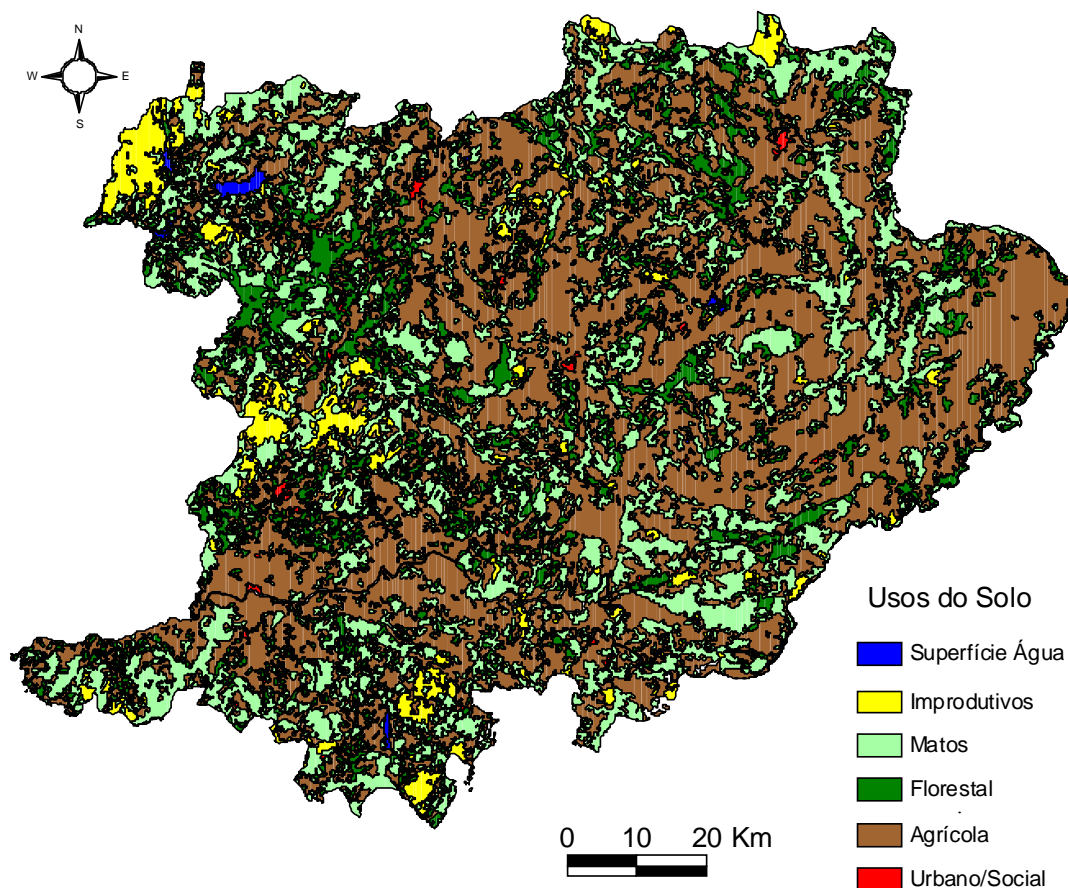 N
W E
S
Usos do Solo
Superfície Água
Improdutivos
Matos
Florestal
Agrícola
Urbano/Social
0 10 20 Km